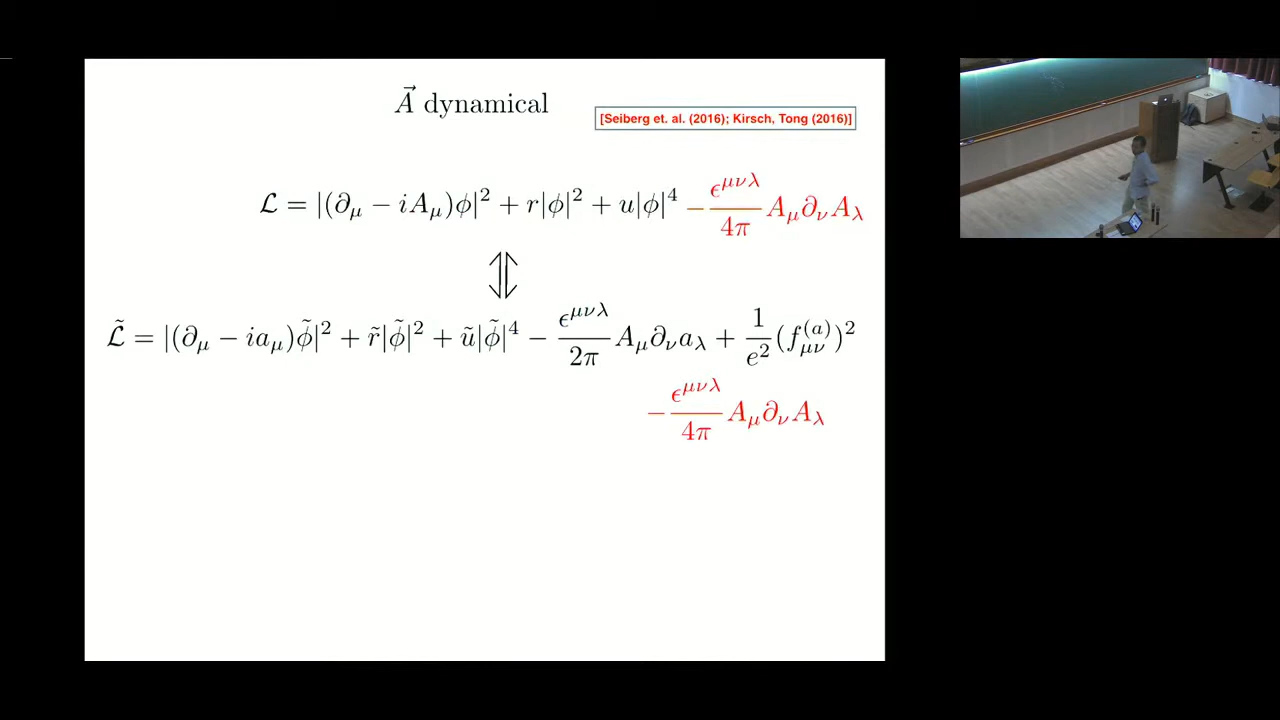 $\vec{A}$ dynamical
[Seiberg et. al. (2016); Kirsch, Tong (2016)]
$\mathcal{L} = |(\partial_\mu - iA_\mu)\phi|^2 + r|\phi|^2 + u|\phi|^4 - \frac{\epsilon^{\mu\nu\lambda}}{4\pi} A_\mu \partial_\nu A_\lambda$
$\Updownarrow$
$\tilde{\mathcal{L}} = |(\partial_\mu - ia_\mu)\tilde{\phi}|^2 + \tilde{r}|\tilde{\phi}|^2 + \tilde{u}|\tilde{\phi}|^4 - \frac{\epsilon^{\mu\nu\lambda}}{2\pi} A_\mu \partial_\nu a_\lambda + \frac{1}{e^2}(f^{(a)}_{\mu\nu})^2$
$- \frac{\epsilon^{\mu\nu\lambda}}{4\pi} A_\mu \partial_\nu A_\lambda$